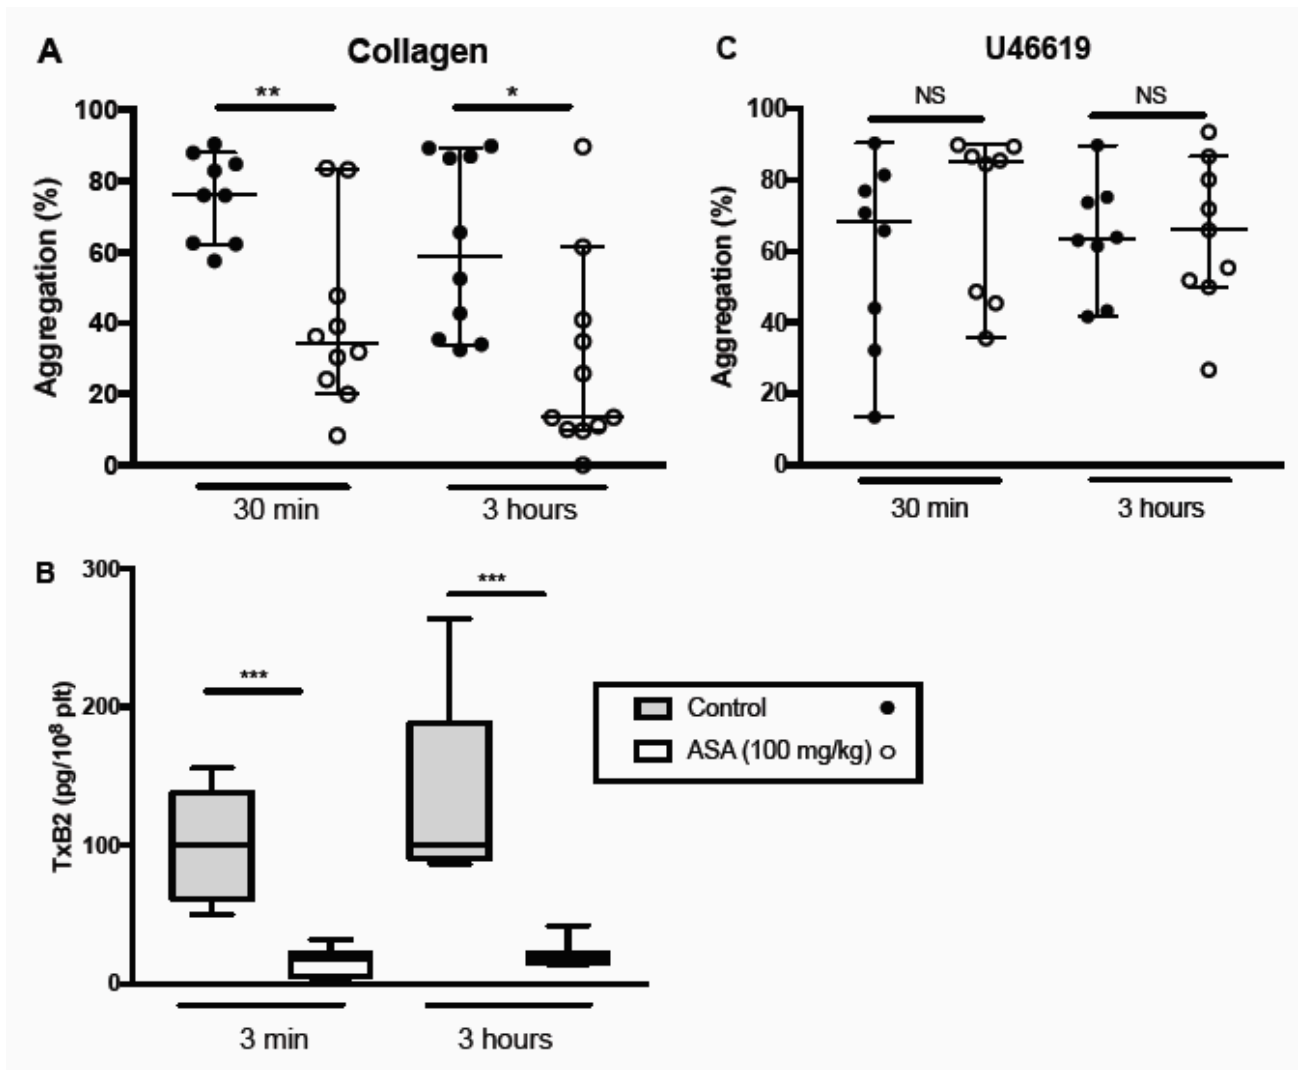 A
Collagen
**
*
Aggregation (%)
100
80
60
40
20
0
30 min
3 hours
C
U46619
NS
NS
Aggregation (%)
100
80
60
40
20
0
30 min
3 hours
B
***
***
TxB2 (pg/10⁸ plt)
300
200
100
0
3 min
3 hours
Control
ASA (100 mg/kg)